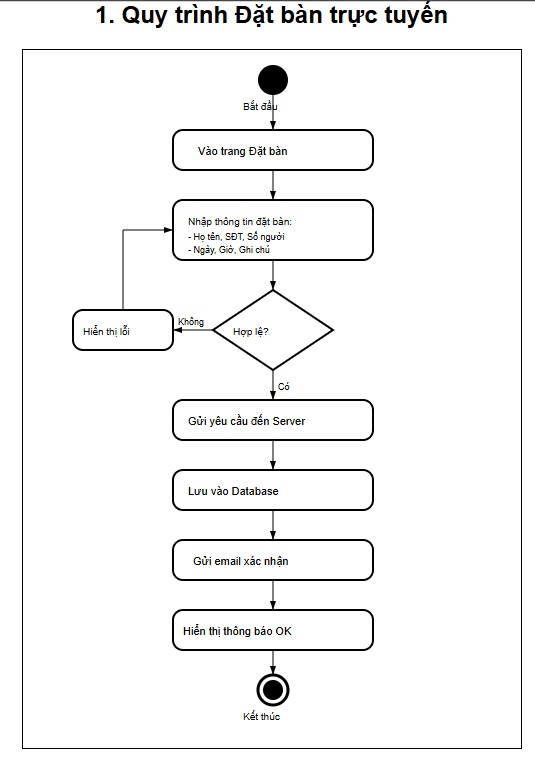 1. Quy trình Đặt bàn trực tuyến
Bắt đầu
Vào trang Đặt bàn
Nhập thông tin đặt bàn:
- Họ tên, SĐT, Số người
- Ngày, Giờ, Ghi chú
Hợp lệ?
Không
Hiển thị lỗi
Có
Gửi yêu cầu đến Server
Lưu vào Database
Gửi email xác nhận
Hiển thị thông báo OK
Kết thúc